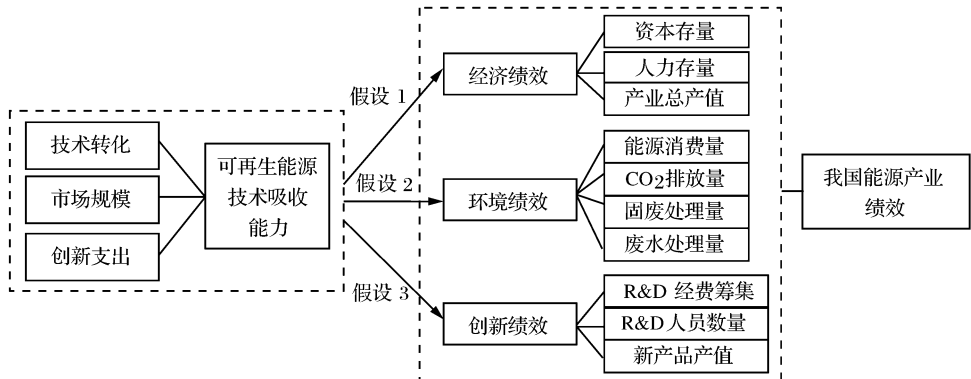 技术转化
市场规模
创新支出
可再生能源
技术吸收
能力
假设 1
假设 2
假设 3
经济绩效
资本存量
人力存量
产业总产值
环境绩效
能源消费量
CO2排放量
固废处理量
废水处理量
创新绩效
R&D 经费筹集
R&D人员数量
新产品产值
我国能源产业
绩效